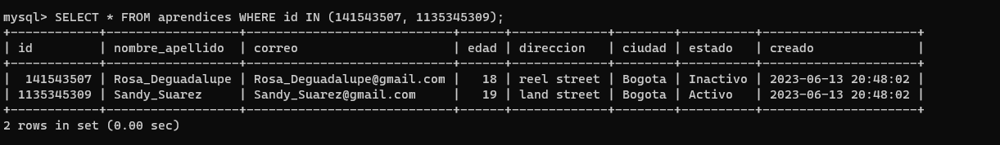 mysql> SELECT * FROM aprendices WHERE id IN (141543507, 1135345309);
+------------+-----------------+---------------------------+------+-------------+--------+----------+---------------------+
| id         | nombre_apellido | correo                    | edad | direccion   | ciudad | estado   | creado              |
+------------+-----------------+---------------------------+------+-------------+--------+----------+---------------------+
|  141543507 | Rosa_Deguadalupe | Rosa_Deguadalupe@gmail.com |   18 | reel street | Bogota | Inactivo | 2023-06-13 20:48:02 |
| 1135345309 | Sandy_Suarez     | Sandy_Suarez@gmail.com     |   19 | land street | Bogota | Activo   | 2023-06-13 20:48:02 |
+------------+-----------------+---------------------------+------+-------------+--------+----------+---------------------+
2 rows in set (0.00 sec)